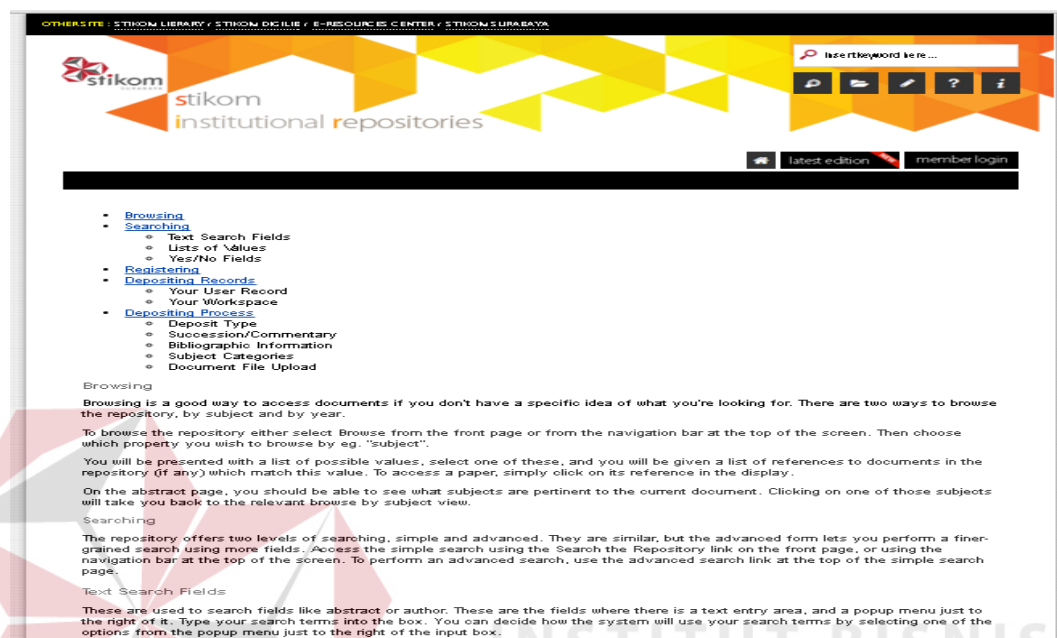 OTHER SITE : STIKOM LIBRARY / STIKOM DIGILIB / E-RESOURCES CENTER / STIKOM SURABAYA
Insert keyword here...
stikom
SURABAYA
stikom
institutional repositories
? i
latest edition NEW member login
• Browsing
• Searching
o Text Search Fields
o Lists of Values
o Yes/No Fields
• Registering
• Depositing Records
o Your User Record
o Your Workspace
• Depositing Process
o Deposit Type
o Succession/Commentary
o Bibliographic Information
o Subject Categories
o Document File Upload
Browsing
Browsing is a good way to access documents if you don't have a specific idea of what you're looking for. There are two ways to browse
the repository, by subject and by year.
To browse the repository either select Browse from the front page or from the navigation bar at the top of the screen. Then choose
which property you wish to browse by eg. "subject".
You will be presented with a list of possible values, select one of these, and you will be given a list of references to documents in the
repository (if any) which match this value. To access a paper, simply click on its reference in the display.
On the abstract page, you should be able to see what subjects are pertinent to the current document. Clicking on one of those subjects
will take you back to the relevant browse by subject view.
Searching
The repository offers two levels of searching, simple and advanced. They are similar, but the advanced form lets you perform a finer-
grained search using more fields. Access the simple search using the Search the Repository link on the front page, or using the
navigation bar at the top of the screen. To perform an advanced search, use the advanced search link at the top of the simple search
page.
Text Search Fields
These are used to search fields like abstract or author. These are the fields where there is a text entry area, and a popup menu just to
the right of it. Type your search terms into the box. You can decide how the system will use your search terms by selecting one of the
options from the popup menu just to the right of the input box.